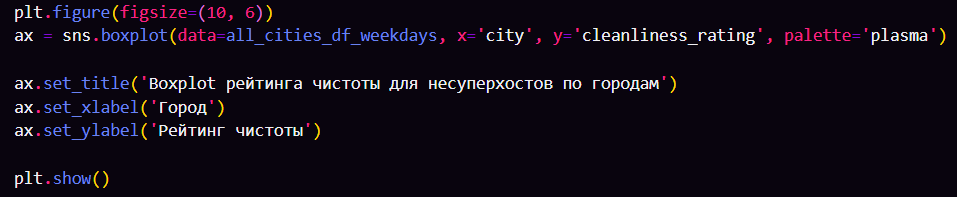 plt.figure(figsize=(10, 6))
ax = sns.boxplot(data=all_cities_df_weekdays, x='city', y='cleanliness_rating', palette='plasma')
ax.set_title('Boxplot рейтинга чистоты для несуперхостов по городам')
ax.set_xlabel('Город')
ax.set_ylabel('Рейтинг чистоты')
plt.show()